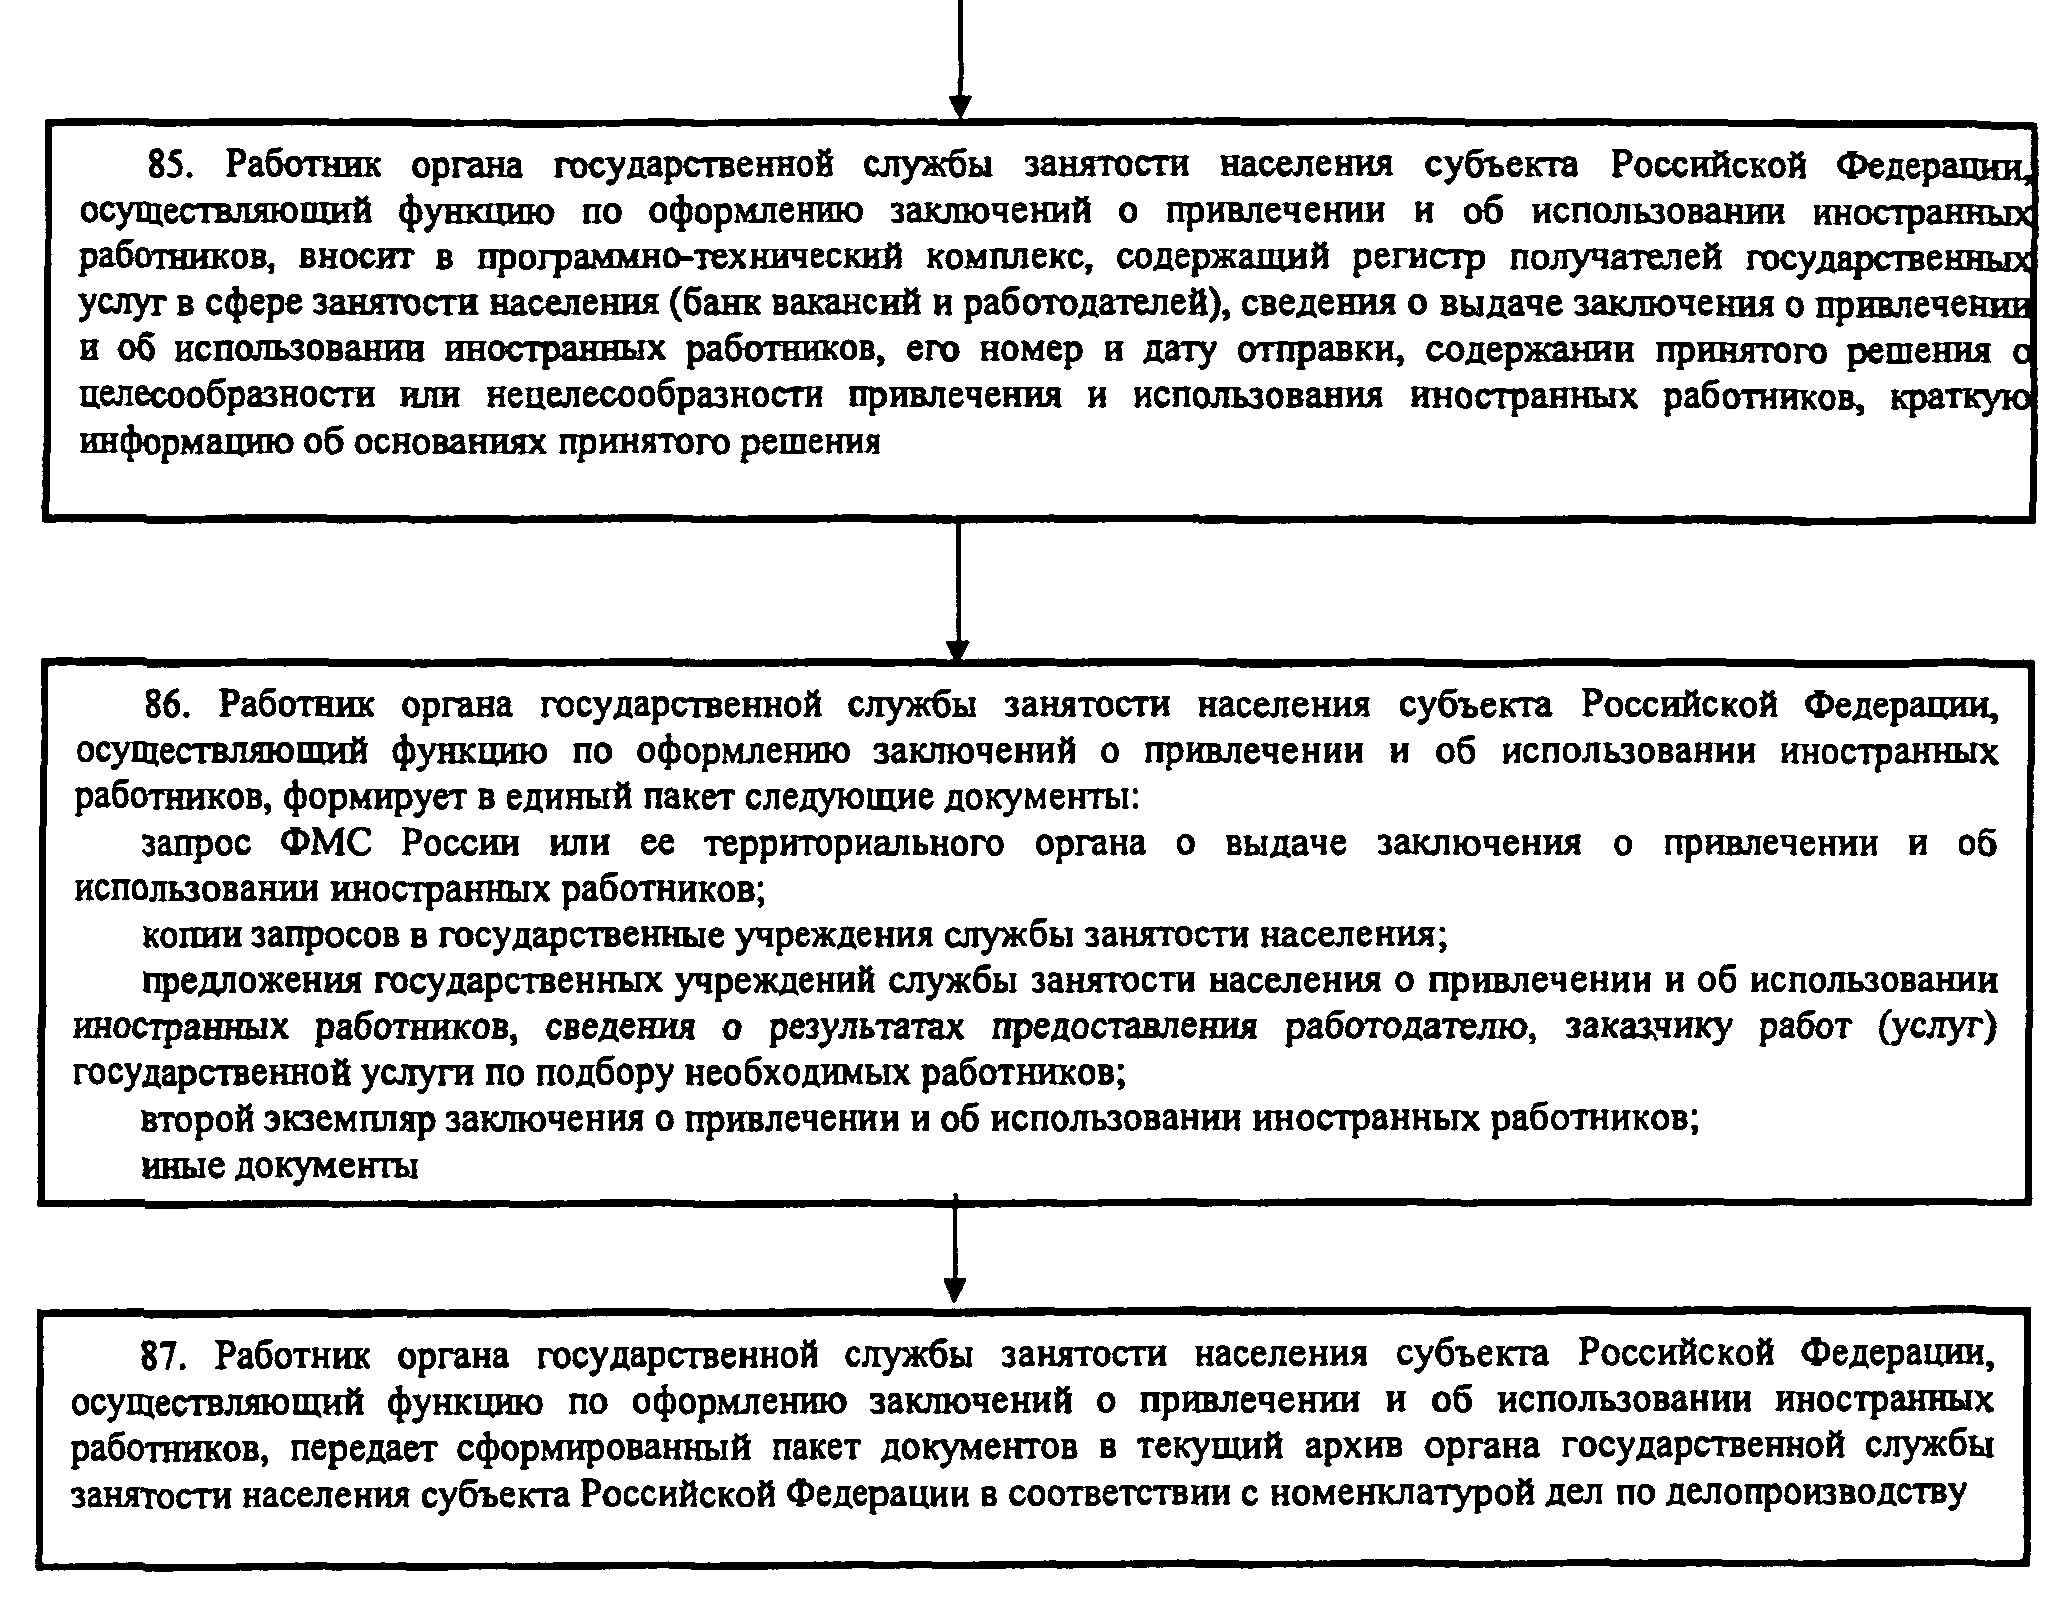 85. Работник органа государственной службы занятости населения субъекта Российской Федерации,
осуществляющий функцию по оформлению заключений о привлечении и об использовании иностранных
работников, вносит в программно-технический комплекс, содержащий регистр получателей государственных
услуг в сфере занятости населения (банк вакансий и работодателей), сведения о выдаче заключения о привлечении
и об использовании иностранных работников, его номер и дату отправки, содержании принятого решения о
целесообразности или нецелесообразности привлечения и использования иностранных работников, краткую
информацию об основаниях принятого решения
86. Работник органа государственной службы занятости населения субъекта Российской Федерации,
осуществляющий функцию по оформлению заключений о привлечении и об использовании иностранных
работников, формирует в единый пакет следующие документы:
запрос ФМС России или ее территориального органа о выдаче заключения о привлечении и об
использовании иностранных работников;
копии запросов в государственные учреждения службы занятости населения;
предложения государственных учреждений службы занятости населения о привлечении и об использовании
иностранных работников, сведения о результатах предоставления работодателю, заказчику работ (услуг)
государственной услуги по подбору необходимых работников;
второй экземпляр заключения о привлечении и об использовании иностранных работников;
иные документы
87. Работник органа государственной службы занятости населения субъекта Российской Федерации,
осуществляющий функцию по оформлению заключений о привлечении и об использовании иностранных
работников, передает сформированный пакет документов в текущий архив органа государственной службы
занятости населения субъекта Российской Федерации в соответствии с номенклатурой дел по делопроизводству